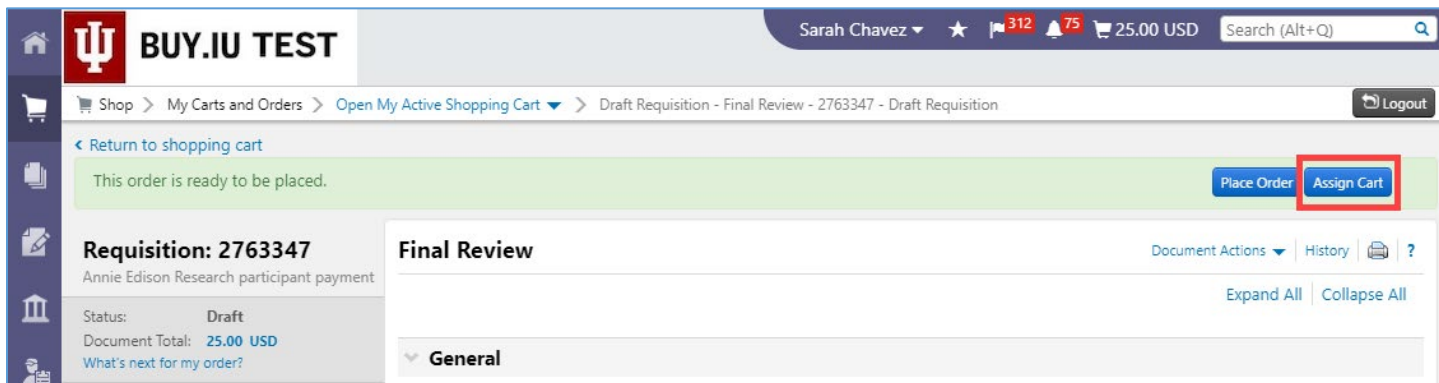 BUY.IU TEST
Sarah Chavez ★ 312 75 25.00 USD Search (Alt+Q)
Shop > My Carts and Orders > Open My Active Shopping Cart > Draft Requisition - Final Review - 2763347 - Draft Requisition Logout
Return to shopping cart
This order is ready to be placed. Place Order Assign Cart
Requisition: 2763347
Annie Edison Research participant payment
Status: Draft
Document Total: 25.00 USD
What's next for my order?
Final Review Document Actions History ?
Expand All Collapse All
General